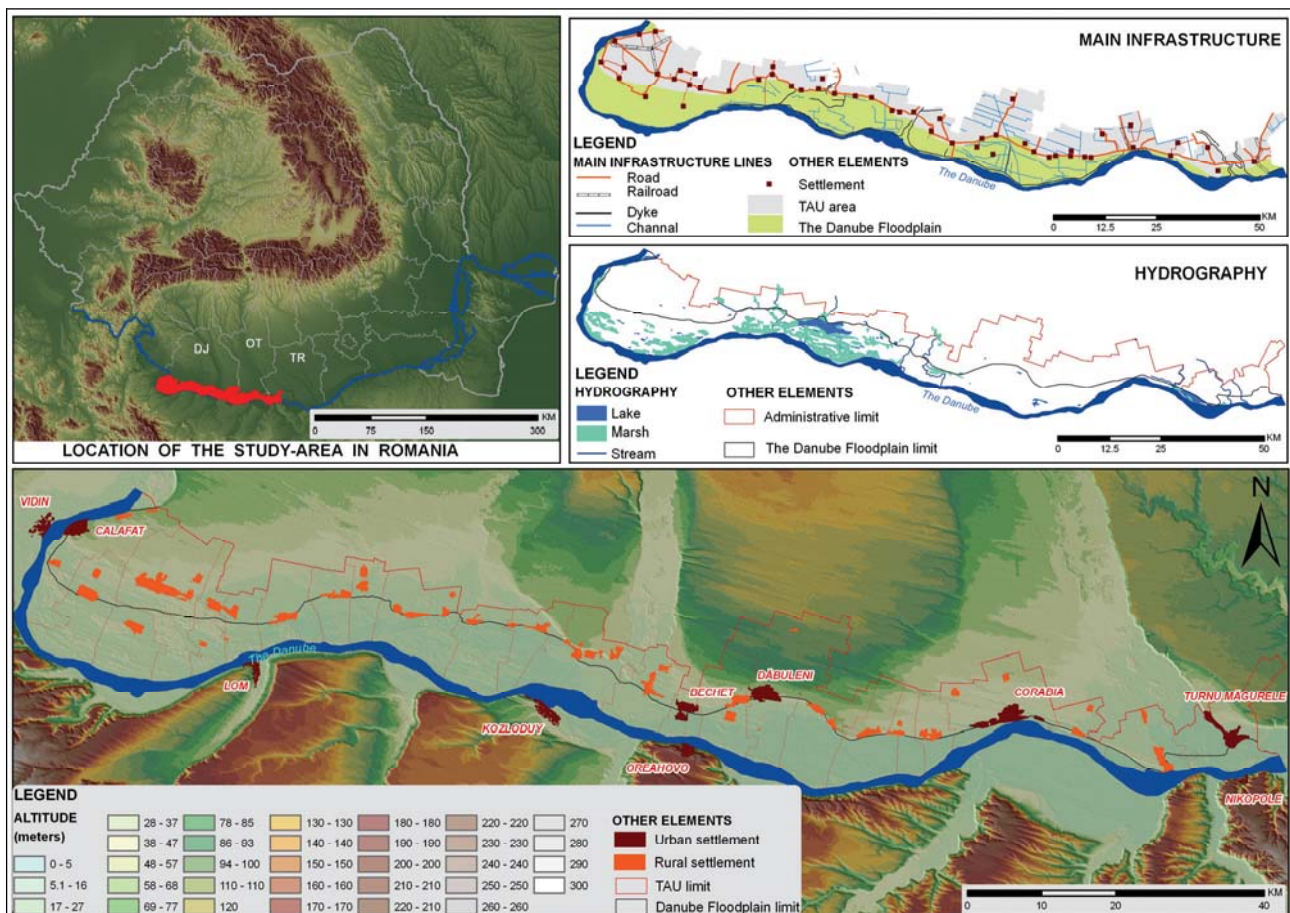 DJ
OT
TR
KM
0 75 150 300
LOCATION OF THE STUDY-AREA IN ROMANIA
MAIN INFRASTRUCTURE
LEGEND
MAIN INFRASTRUCTURE LINES
Road
Railroad
Dyke
Channal
OTHER ELEMENTS
Settlement
TAU area
The Danube Floodplain
The Danube
KM
0 12.5 25 50
HYDROGRAPHY
LEGEND
HYDROGRAPHY
Lake
Marsh
Stream
OTHER ELEMENTS
Administrative limit
The Danube Floodplain limit
The Danube
KM
0 12.5 25 50
N
VIDIN
CALAFAT
The Danube
LOM
KOZLODUY
BECHET
DĂBULENI
OREAHOVO
CORABIA
TURNU MAGURELE
NIKOPOLE
LEGEND
ALTITUDE
(meters)
0 - 5
5.1 - 16
17 - 27
28 - 37
38 - 47
48 - 57
58 - 68
69 - 77
78 - 85
86 - 93
94 - 100
110 - 110
120
130 - 130
140 - 140
150 - 150
160 - 160
170 - 170
180 - 180
190 - 190
200 - 200
210 - 210
220 - 210
220 - 220
230 - 230
240 - 240
250 - 250
260 - 260
270
280
290
300
OTHER ELEMENTS
Urban settlement
Rural settlement
TAU limit
Danube Floodplain limit
KM
0 10 20 40